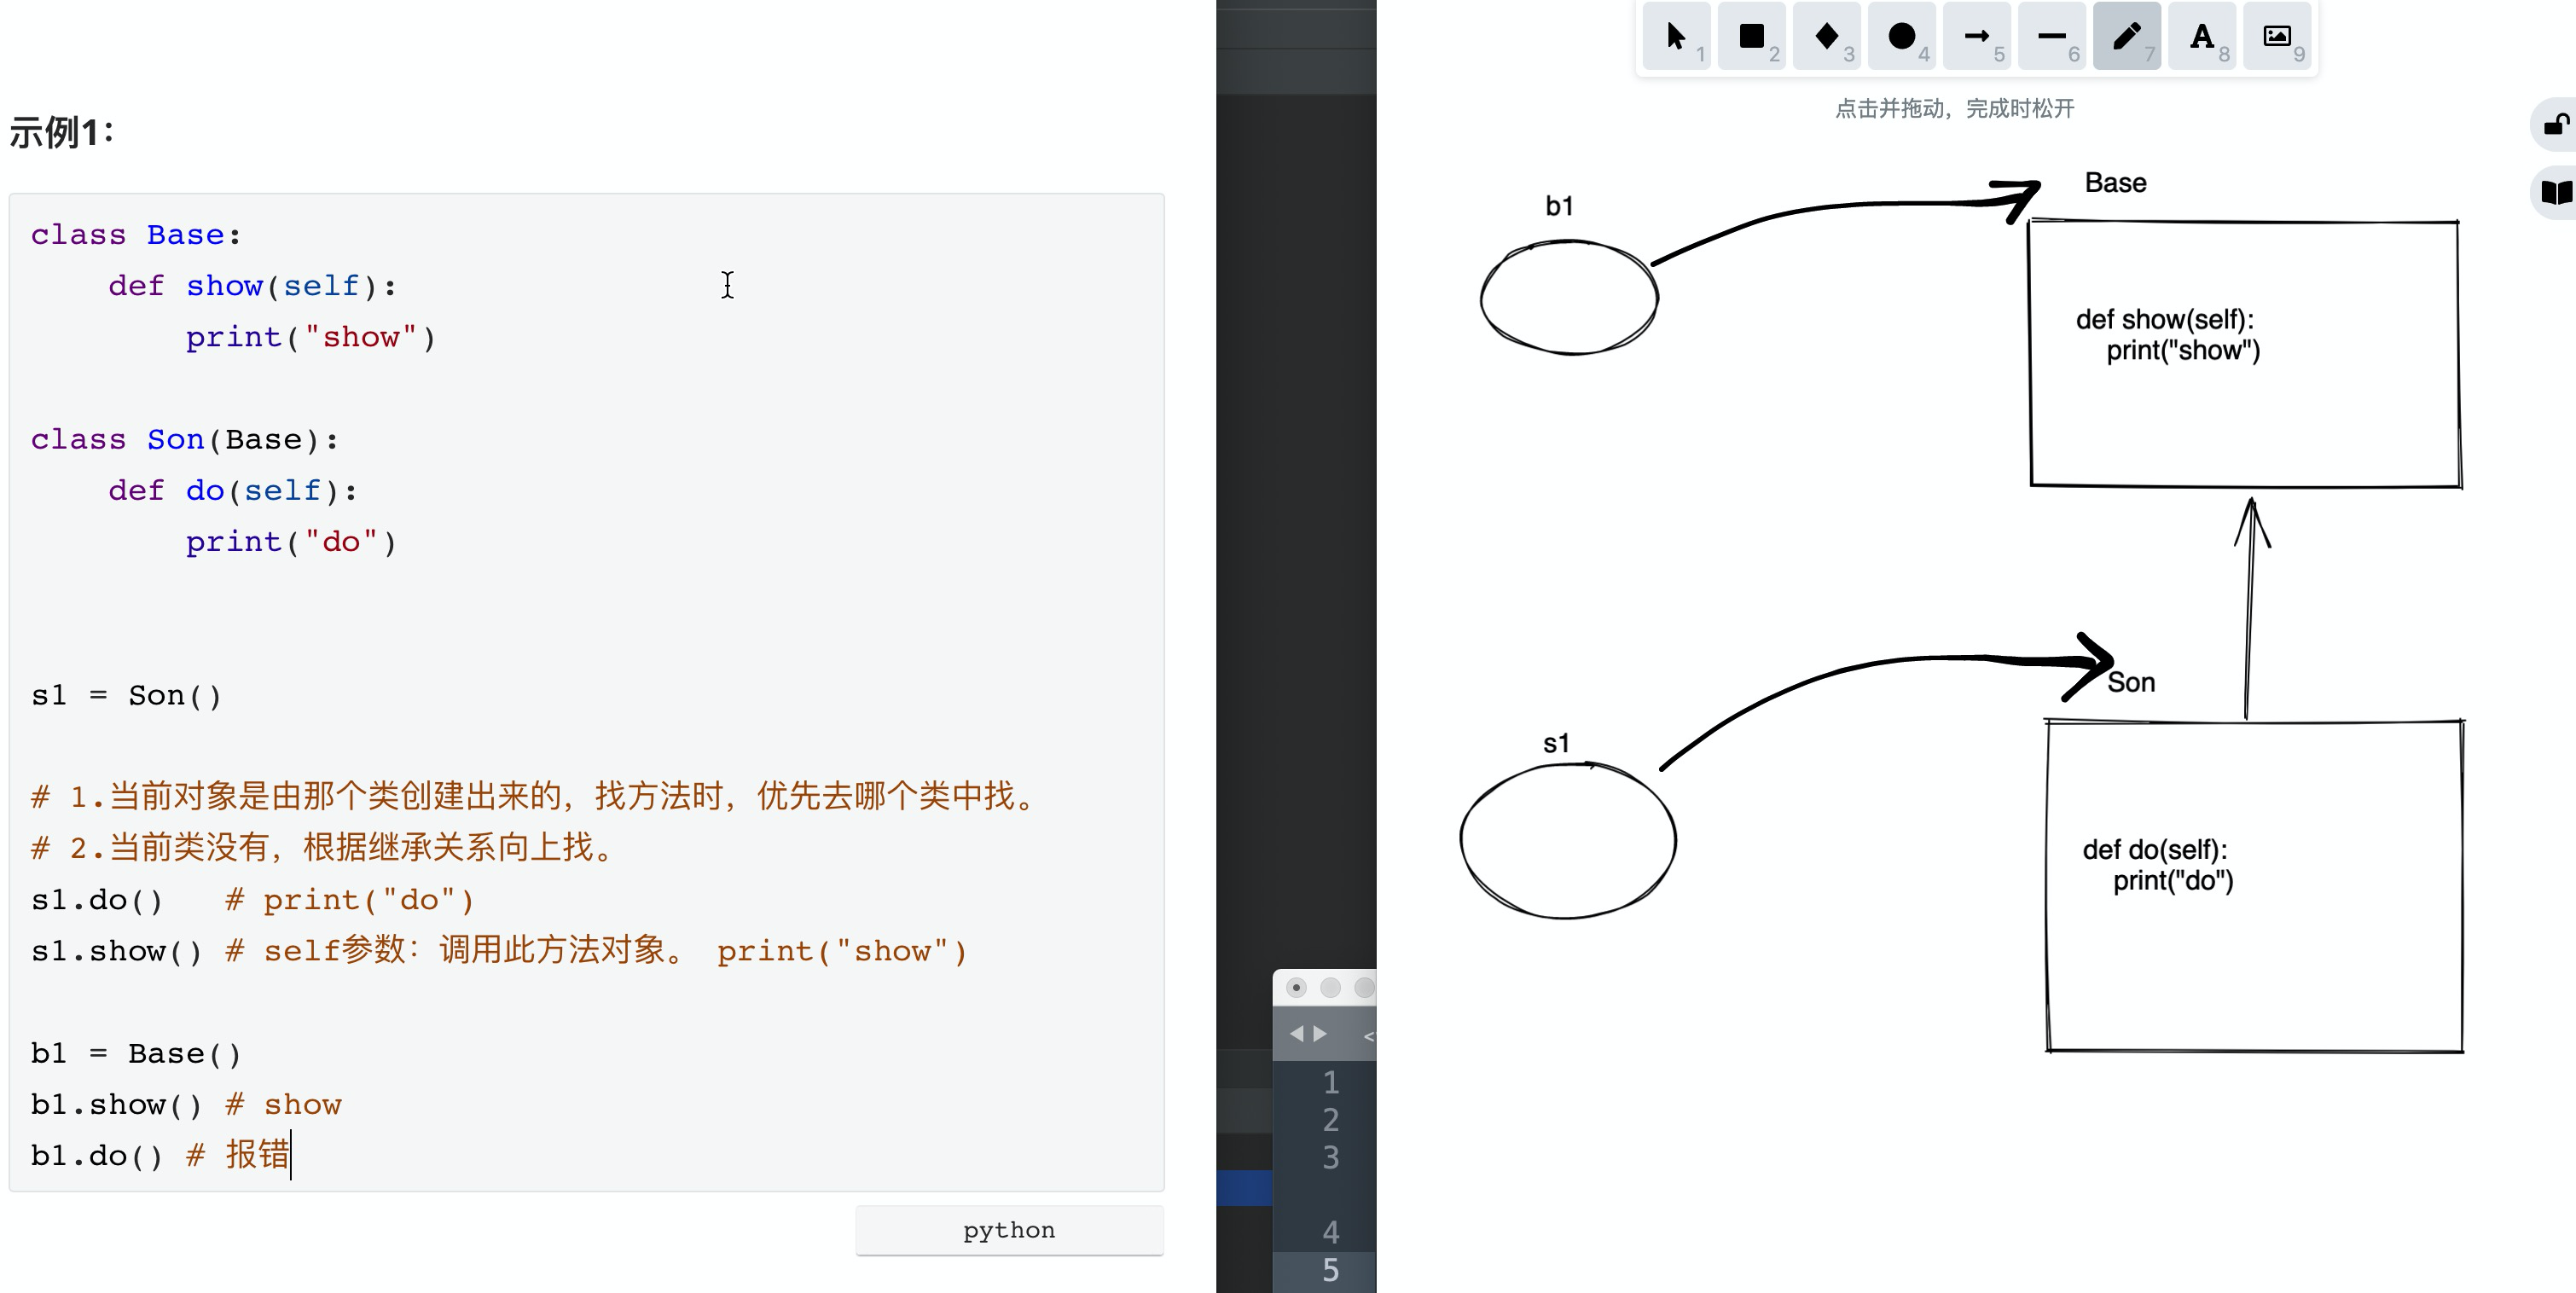 示例1：
class Base:
    def show(self):
        print("show")
class Son(Base):
    def do(self):
        print("do")
s1 = Son()
# 1.当前对象是由那个类创建出来的，找方法时，优先去哪个类中找。
# 2.当前类没有，根据继承关系向上找。
s1.do()   # print("do")
s1.show() # self参数：调用此方法对象。 print("show")
b1 = Base()
b1.show() # show
b1.do() # 报错
python
1
2
3
4
5
1
2
3
4
5
6
7
A 8
9
点击并拖动，完成时松开
b1
Base
def show(self):
    print("show")
Son
s1
def do(self):
    print("do")